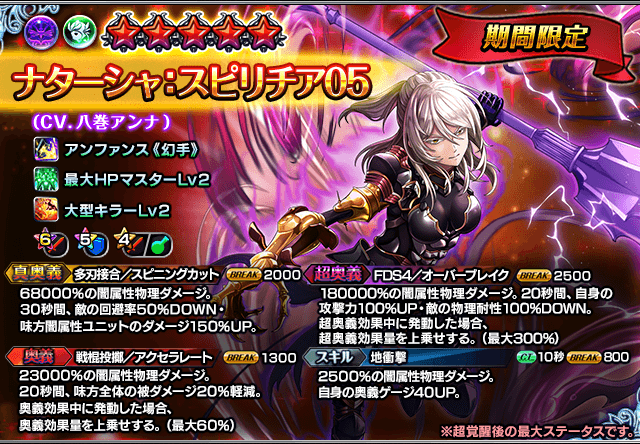 期間限定
ナターシャ:スピリチア05
(CV.八巻アンナ)
アンファンス《幻手》
最大HPマスターLv2
大型キラーLv2
6 5 4
真奥義 多刃接合/スピニングカット BREAK 2000
68000%の闇属性物理ダメージ。
30秒間、敵の回避率50%DOWN・
味方闇属性ユニットのダメージ150%UP。
超奥義 FDS4/オーバーブレイク BREAK 2500
180000%の闇属性物理ダメージ。20秒間、自身の
攻撃力100%UP・敵の物理耐性100%DOWN。
超奥義効果中に発動した場合、
超奥義効果量を上乗せする。(最大300%)
奥義 戦棍投擲/アクセラレート BREAK 1300
23000%の闇属性物理ダメージ。
20秒間、味方全体の被ダメージ20%軽減。
奥義効果中に発動した場合、
奥義効果量を上乗せする。(最大60%)
スキル 地衝撃 C.T. 10秒 BREAK 800
2500%の闇属性物理ダメージ。
自身の奥義ゲージ40UP。
※超覚醒後の最大ステータスです。